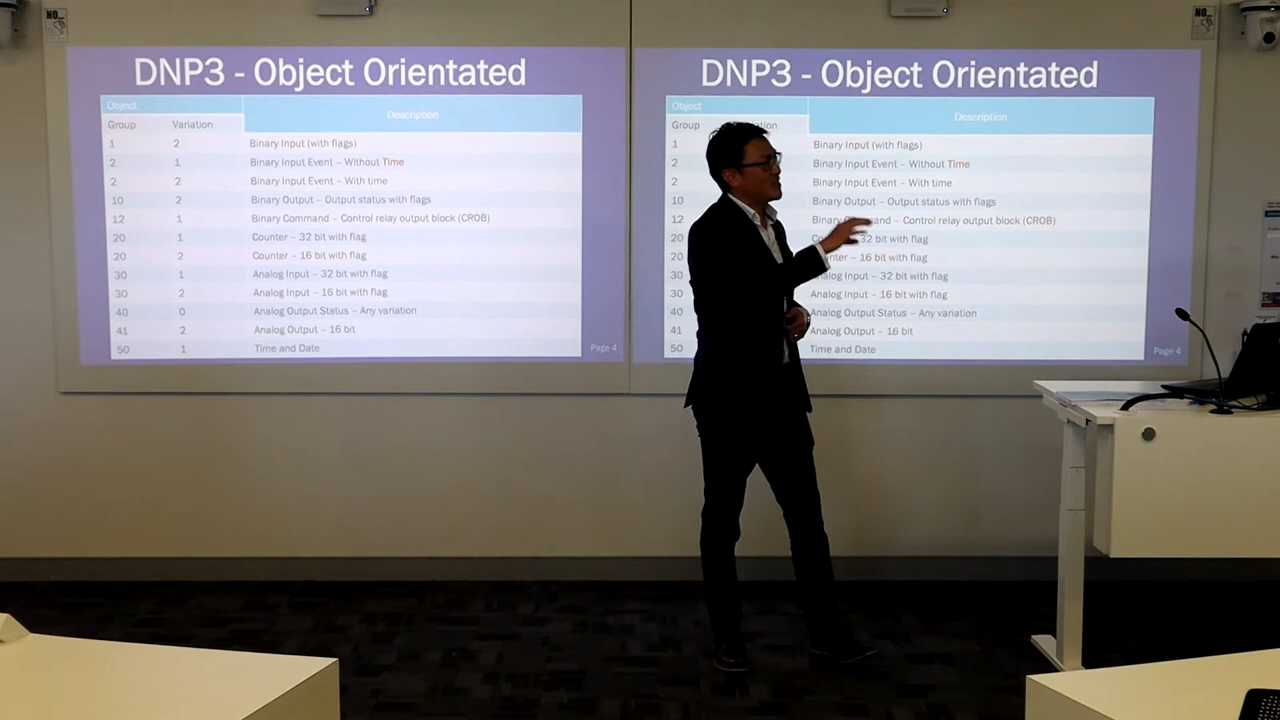 NO
DNP3 - Object Orientated
Object
Description
Group Variation
1 2 Binary Input (with flags)
2 1 Binary Input Event – Without Time
2 2 Binary Input Event – With time
10 2 Binary Output – Output status with flags
12 1 Binary Command – Control relay output block (CROB)
20 1 Counter – 32 bit with flag
20 2 Counter – 16 bit with flag
30 1 Analog Input – 32 bit with flag
30 2 Analog Input – 16 bit with flag
40 0 Analog Output Status – Any variation
41 2 Analog Output – 16 bit
50 1 Time and Date
Page 4
NO
DNP3 - Object Orientated
Object
Description
Group
1 Binary Input (with flags)
2 Binary Input Event – Without Time
2 Binary Input Event – With time
10 Binary Output – Output status with flags
12 Binary and – Control relay output block (CROB)
20 32 bit with flag
20 nter – 16 bit with flag
30 alog Input – 32 bit with flag
30 Analog Input – 16 bit with flag
40 Analog Output Status – Any variation
41 Analog Output – 16 bit
50 Time and Date
Page 4